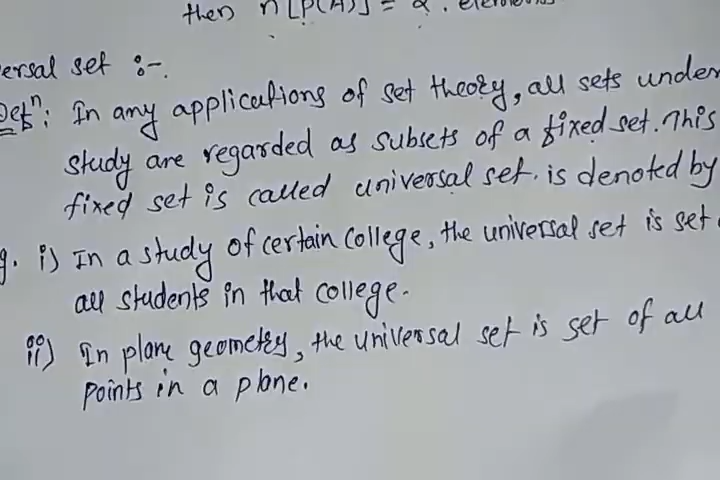 then n[P(A)] =
ersal set :-
Defⁿ: In any applications of set theory, all sets under
study are regarded as subsets of a fixed set. This
fixed set is called universal set. is denoted by
g. i) In a study of certain college, the universal set is set
all students in that college.
ii) In plane geometry, the universal set is set of all
points in a plane.